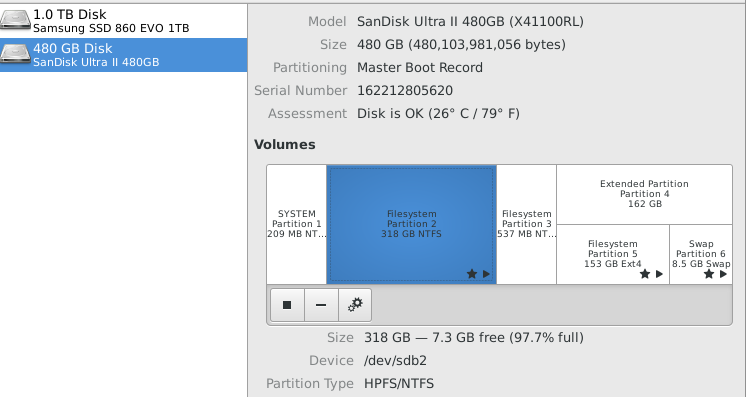 1.0 TB Disk
Samsung SSD 860 EVO 1TB
480 GB Disk
SanDisk Ultra II 480GB
Model SanDisk Ultra II 480GB (X41100RL)
Size 480 GB (480,103,981,056 bytes)
Partitioning Master Boot Record
Serial Number 162212805620
Assessment Disk is OK (26° C / 79° F)
Volumes
SYSTEM
Partition 1
209 MB NT...
Filesystem
Partition 2
318 GB NTFS
Filesystem
Partition 3
537 MB NT...
Extended Partition
Partition 4
162 GB
Filesystem
Partition 5
153 GB Ext4
Swap
Partition 6
8.5 GB Swap
Size 318 GB — 7.3 GB free (97.7% full)
Device /dev/sdb2
Partition Type HPFS/NTFS